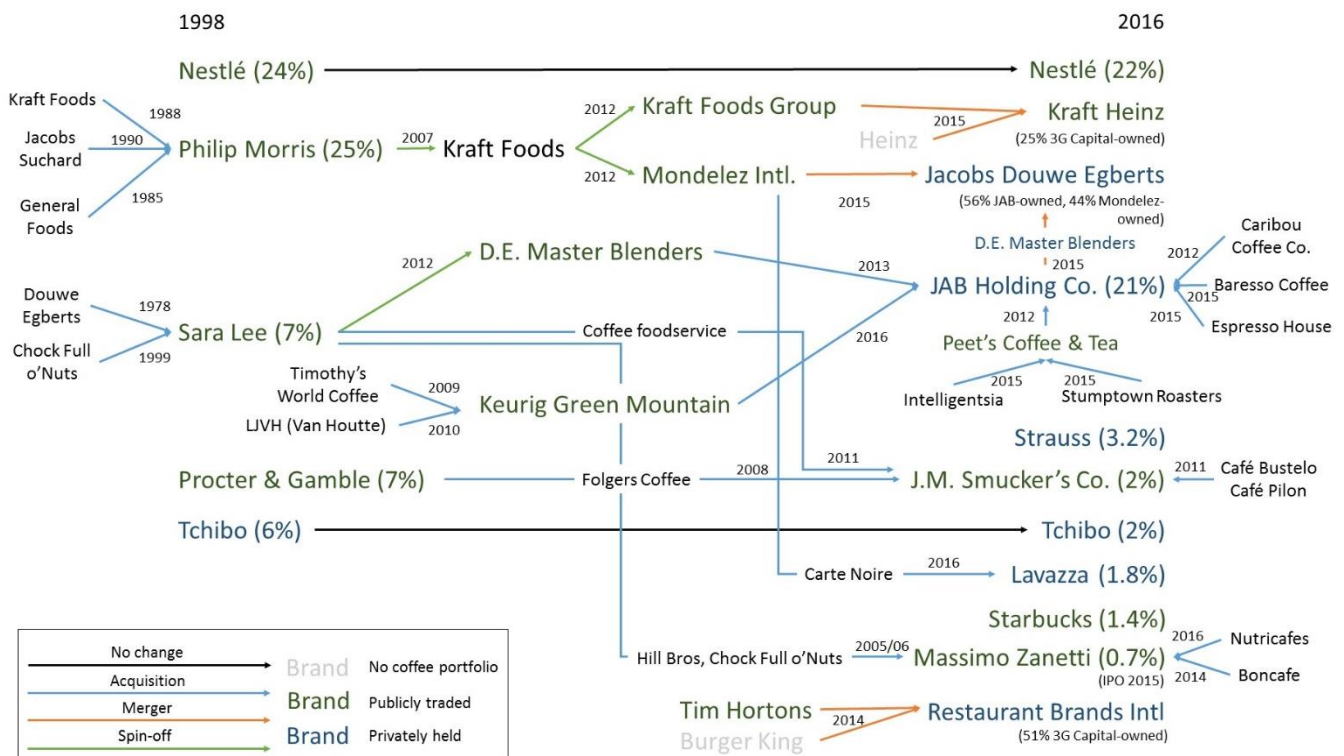 1998
2016
Nestlé (24%)
Nestlé (22%)
Kraft Foods
1988
Jacobs
Suchard
1990
General
Foods
1985
Philip Morris (25%)
2007
Kraft Foods
2012
Kraft Foods Group
Heinz
2015
Kraft Heinz
(25% 3G Capital-owned)
2012
Mondelez Intl.
2015
Jacobs Douwe Egberts
(56% JAB-owned, 44% Mondelez-
owned)
D.E. Master Blenders
2015
Douwe
Egberts
1978
Chock Full
o'Nuts
1999
Sara Lee (7%)
2012
D.E. Master Blenders
2013
JAB Holding Co. (21%)
Caribou
Coffee Co.
2012
Baresso Coffee
2015
Espresso House
2015
2012
Peet's Coffee & Tea
2015
Intelligentsia
2015
Stumptown Roasters
Coffee foodservice
2011
Timothy's
World Coffee
2009
LJVH (Van Houtte)
2010
Keurig Green Mountain
2016
Strauss (3.2%)
Procter & Gamble (7%)
Folgers Coffee
2008
J.M. Smucker's Co. (2%)
2011
Café Bustelo
Café Pilon
Tchibo (6%)
Tchibo (2%)
Carte Noire
2016
Lavazza (1.8%)
Starbucks (1.4%)
Hill Bros, Chock Full o'Nuts
2005/06
Massimo Zanetti (0.7%)
(IPO 2015)
2016
Nutricafes
2014
Boncafe
Tim Hortons
Burger King
2014
Restaurant Brands Intl
(51% 3G Capital-owned)
No change
Acquisition
Merger
Spin-off
Brand No coffee portfolio
Brand Publicly traded
Brand Privately held